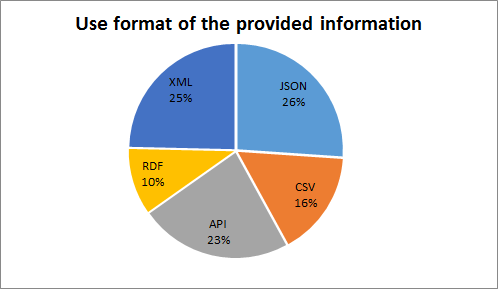 Use format of the provided information
XML
25%
JSON
26%
RDF
10%
CSV
16%
API
23%